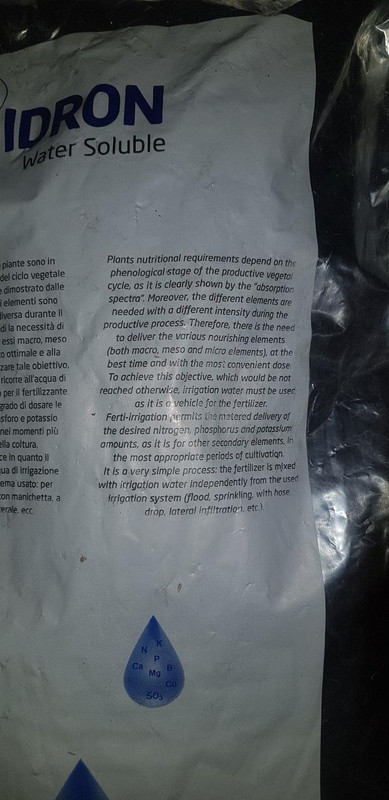 IDRON
Water Soluble
piante sono in
del ciclo vegetale
dimostrato dalle
elementi sono
diversa durante il
di la necessità di
essi macro, meso
ottimale e alla
zare tale obiettivo,
ricorre all'acqua di
per il fertilizzante
grado di dosare le
sforo e potassio
nei momenti più
ella coltura.
ce in quanto il
ua di irrigazione
ema usato: per
con manichetta, a
erale, ecc
Plants nutritional requirements depend on the
phenological stage of the productive vegetal
cycle, as it is clearly shown by the "absorption
spectra". Moreover, the different elements are
needed with a different intensity during the
productive process. Therefore, there is the need
to deliver the various nourishing elements
(both macro, meso and micro elements), at the
best time and with the most convenient dose.
To achieve this objective, which would be not
reached otherwise, irrigation water must be used
as it is a vehicle for the fertilizer.
Ferti-irrigation permits the metered delivery of
the desired nitrogen, phosphorus and potassium
amounts, as it is for other secondary elements, in
the most appropriate periods of cultivation.
It is a very simple process: the fertilizer is mixed
with irrigation water independently from the used
irrigation system (flood, sprinkling, with hose,
drop, lateral infiltration, etc.).
N K
P
Ca Mg B
Cu
SO₃